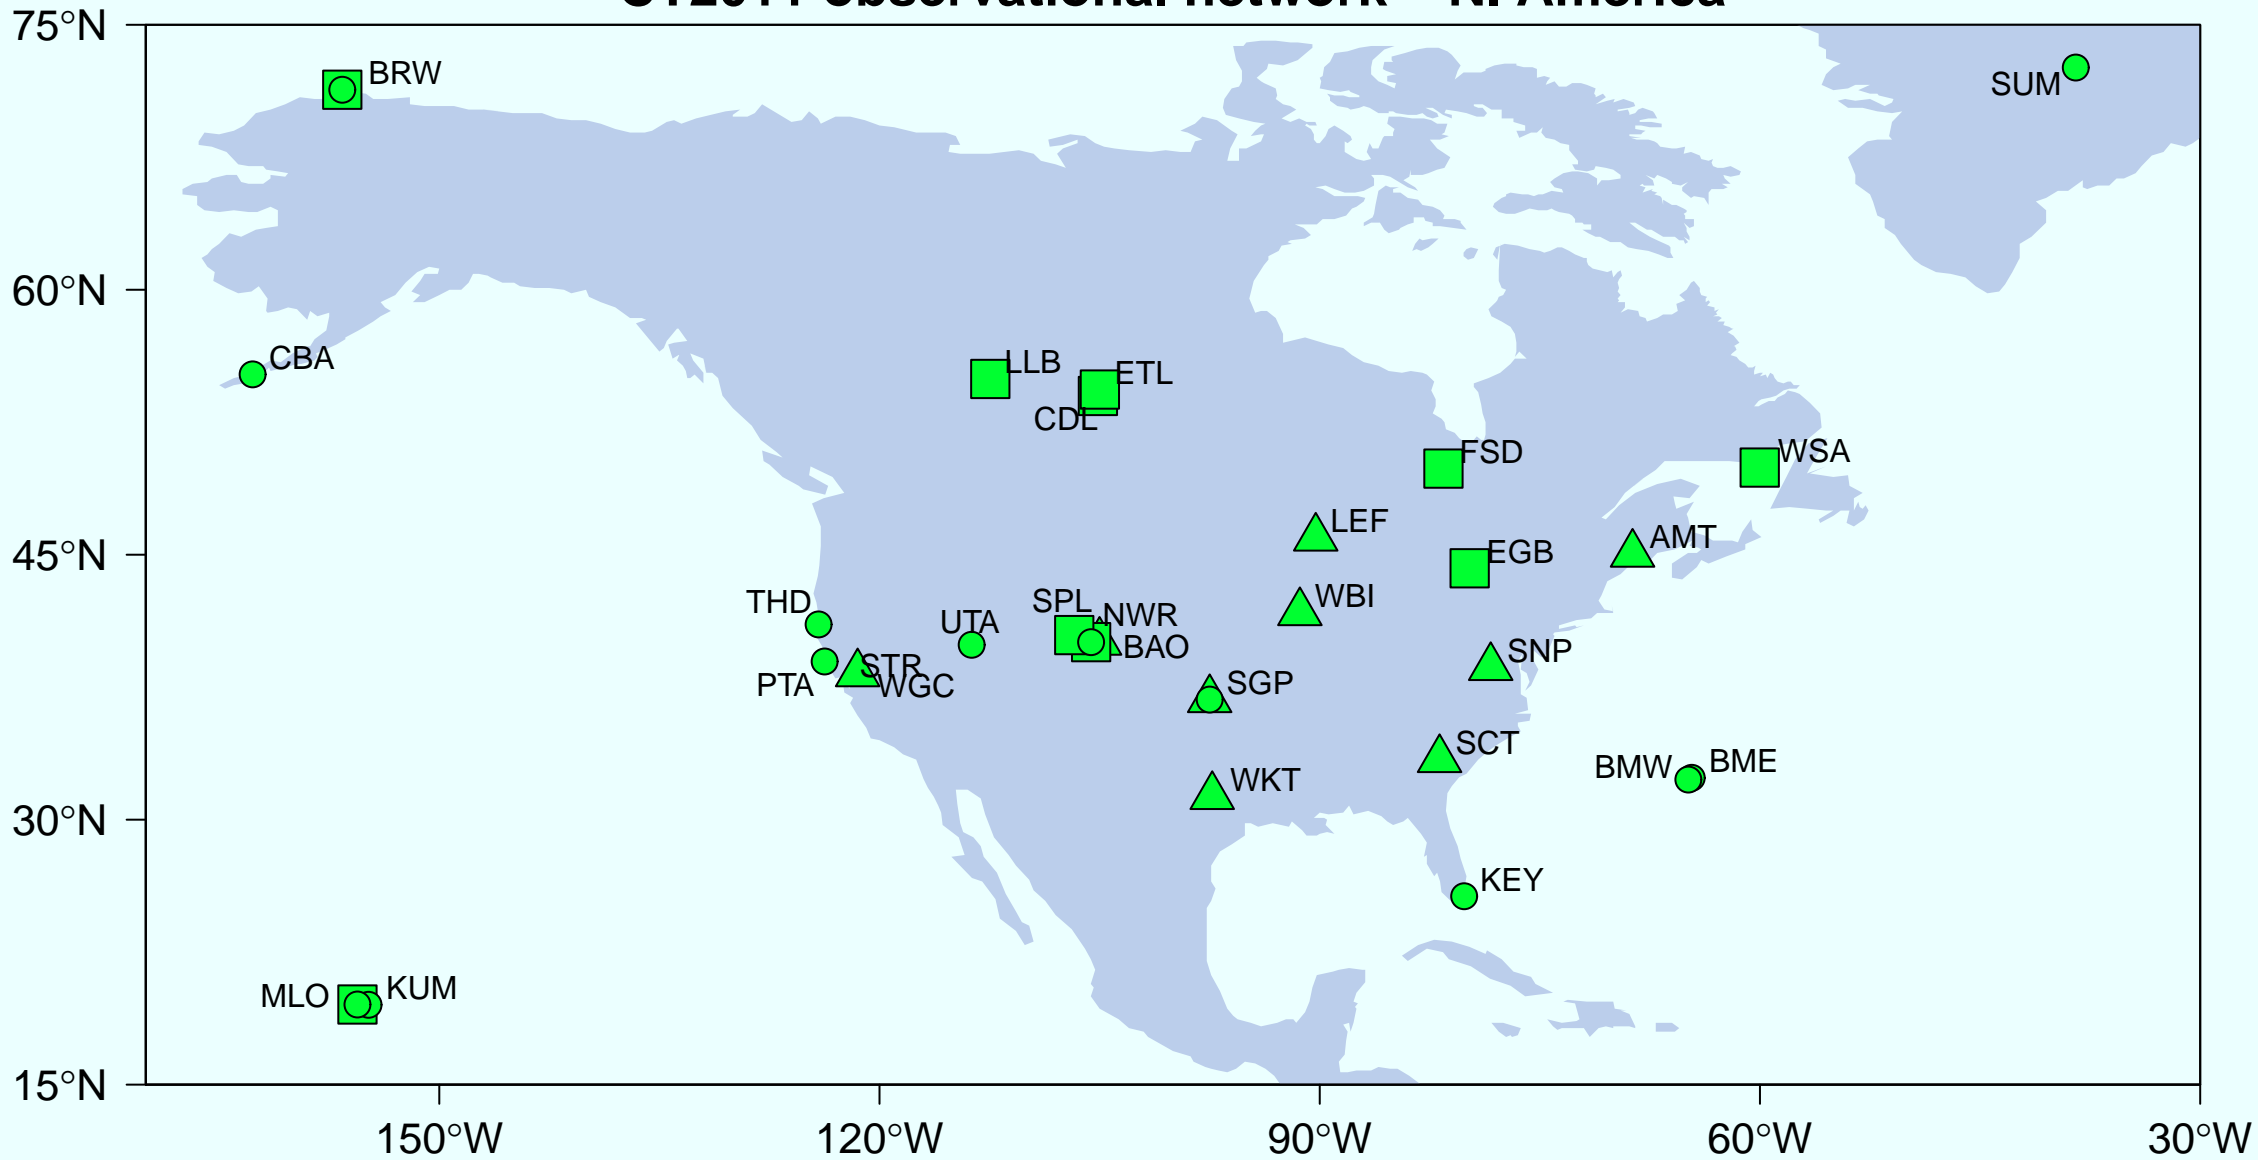 75°N
BRW
SUM
60°N
CBA
LLB
ETL
CDL
FSD
WSA
LEF
AMT
45°N
EGB
WBI
THD
SPL
NWR
UTA
BAO
SNP
STR
PTA
WGC
SGP
SCT
BME
BMW
WKT
30°N
KEY
KUM
MLO
15°N
150°W
120°W
90°W
60°W
30°W